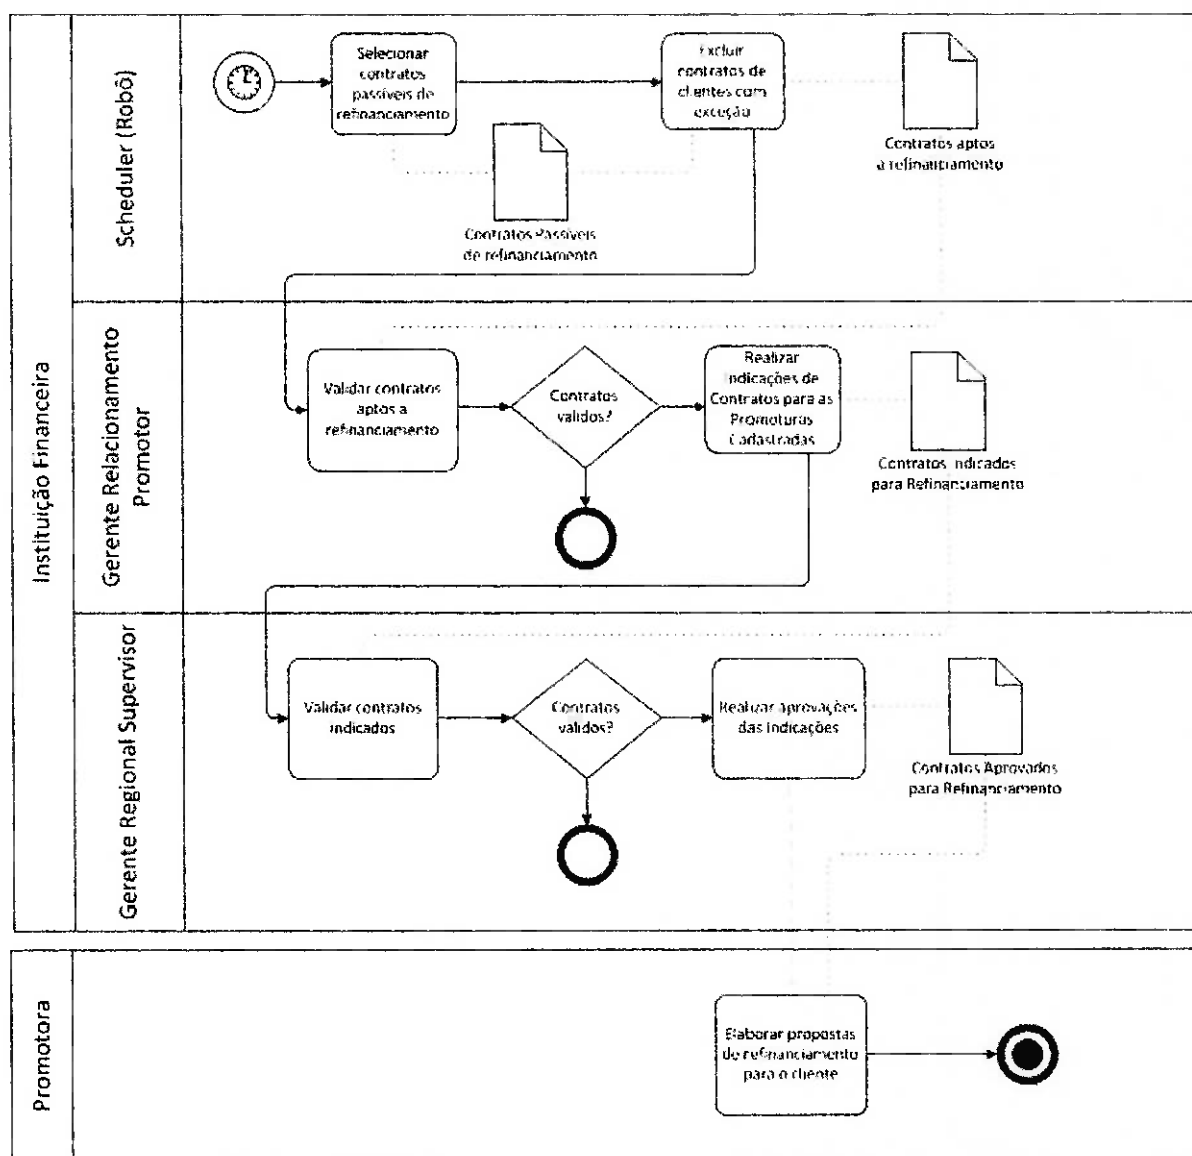 Instituição Financeira
Scheduler (Robô)
Selecionar
contratos
passíveis de
refinanciamento
Excluir
contratos de
clientes com
exceção
Contratos aptos
a refinanciamento
Contratos Passíveis
de refinanciamento
Gerente Relacionamento
Promotor
Validar contratos
aptos a
refinanciamento
Contratos
validos?
Realizar
Indicações de
Contratos para as
Promotoras
Cadastradas
Contratos Indicados
para Refinanciamento
Gerente Regional Supervisor
Validar contratos
indicados
Contratos
validos?
Realizar aprovações
das Indicações
Contratos Aprovados
para Refinanciamento
Promotora
Elaborar propostas
de refinanciamento
para o cliente